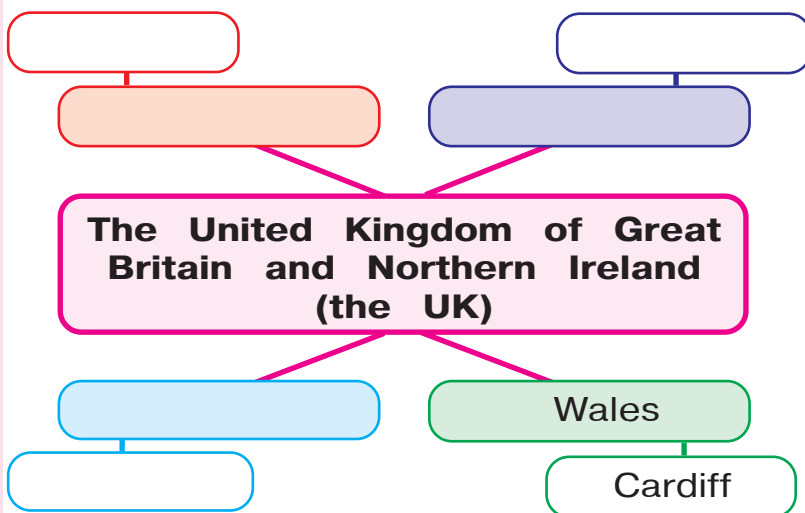 The United Kingdom of Great
Britain and Northern Ireland
(the UK)
Wales
Cardiff